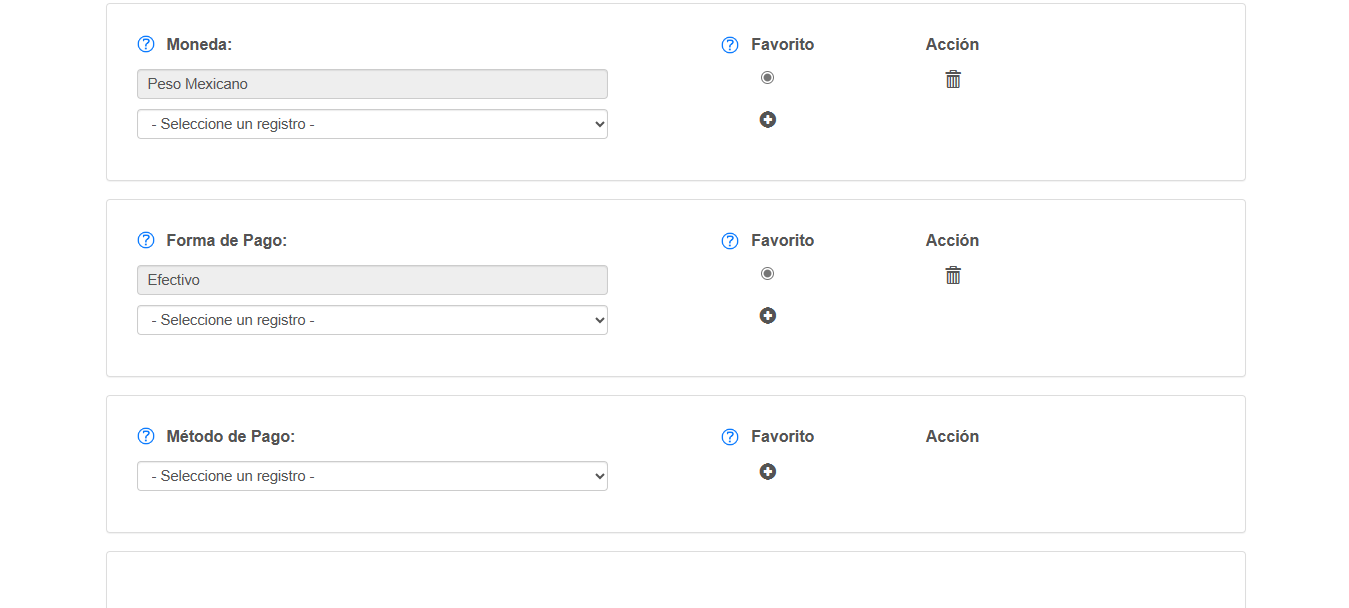 Moneda: Favorito Acción
Peso Mexicano
- Seleccione un registro -
Forma de Pago: Favorito Acción
Efectivo
- Seleccione un registro -
Método de Pago: Favorito Acción
- Seleccione un registro -